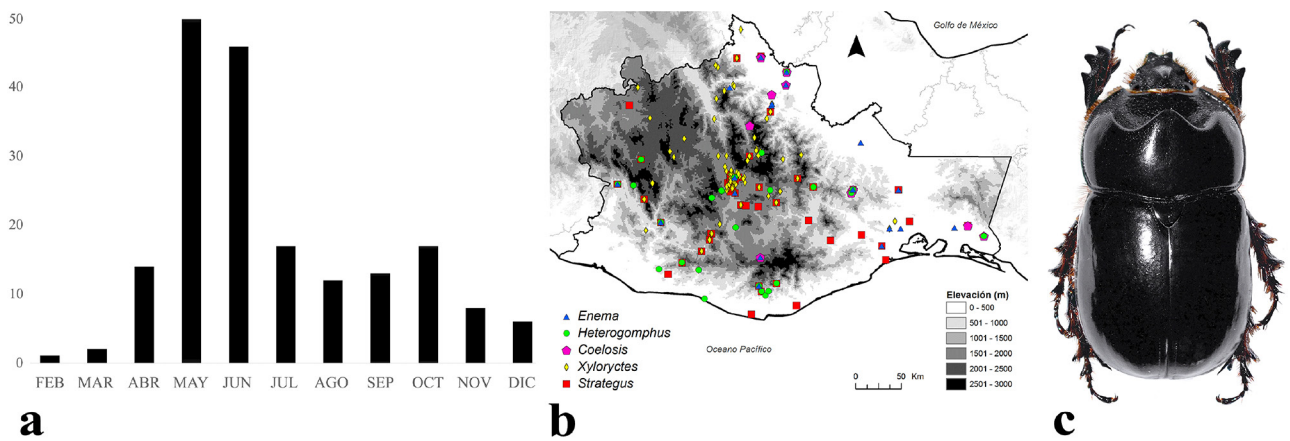 50
40
30
20
10
0
FEB MAR ABR MAY JUN JUL AGO SEP OCT NOV DIC
a
Golfo de México
Enema
Heterogomphus
Coelosis
Xyloryctes
Strategus
Oceano Pacífico
0 50 Km
Elevación (m)
0 - 500
501 - 1000
1001 - 1500
1501 - 2000
2001 - 2500
2501 - 3000
b
c